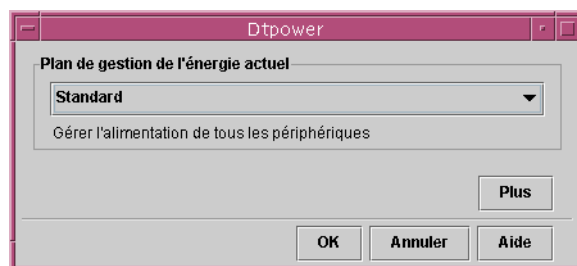 Dtpower
Plan de gestion de l'énergie actuel
Standard
Gérer l'alimentation de tous les périphériques
Plus
OK Annuler Aide